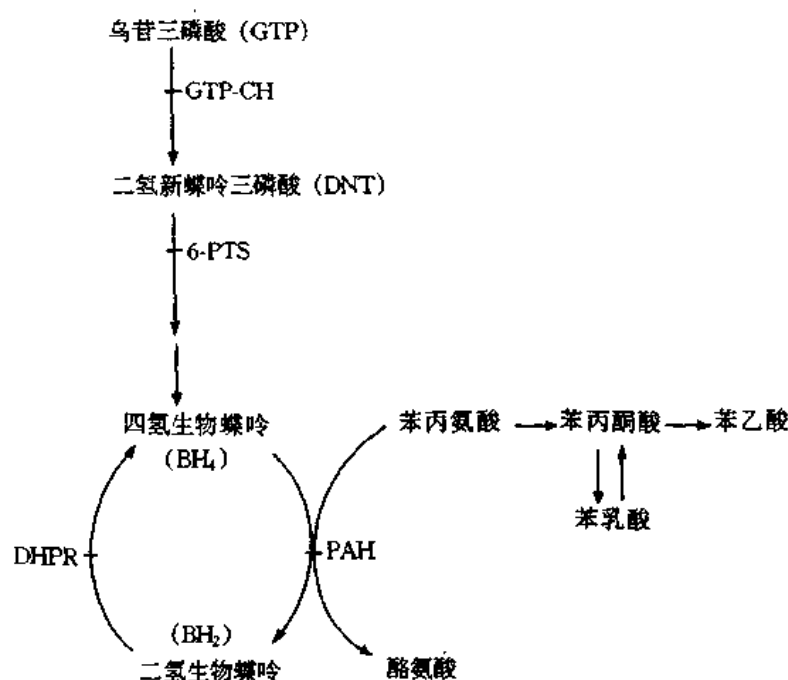 乌苷三磷酸（GTP）
GTP-CH
二氢新蝶呤三磷酸（DNT）
6-PTS
四氢生物蝶呤
（BH₄）
苯丙氨酸
苯丙酮酸
苯乙酸
苯乳酸
DHPR
PAH
（BH₂）
二氢生物蝶呤
酪氨酸